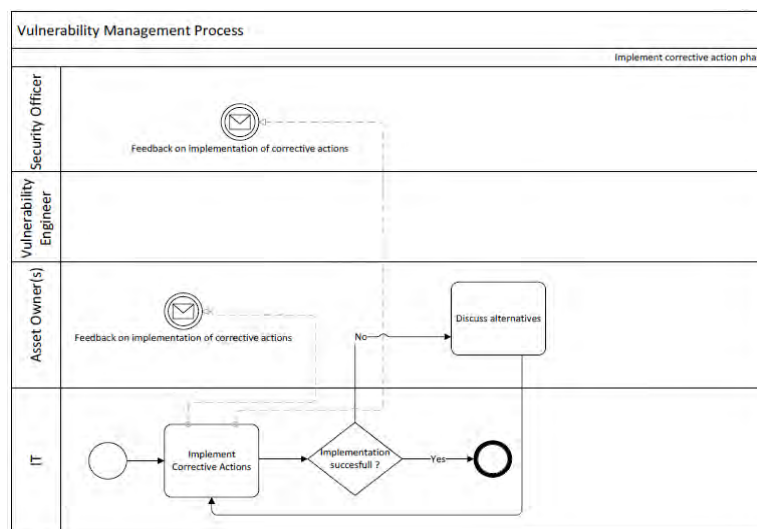 Vulnerability Management Process
Implement corrective action pha
Security Officer
Feedback on implementation of corrective actions
Vulnerability
Engineer
Asset Owner(s)
Feedback on implementation of corrective actions
No
Discuss alternatives
IT
Implement
Corrective Actions
Implementation
succesfull ?
Yes